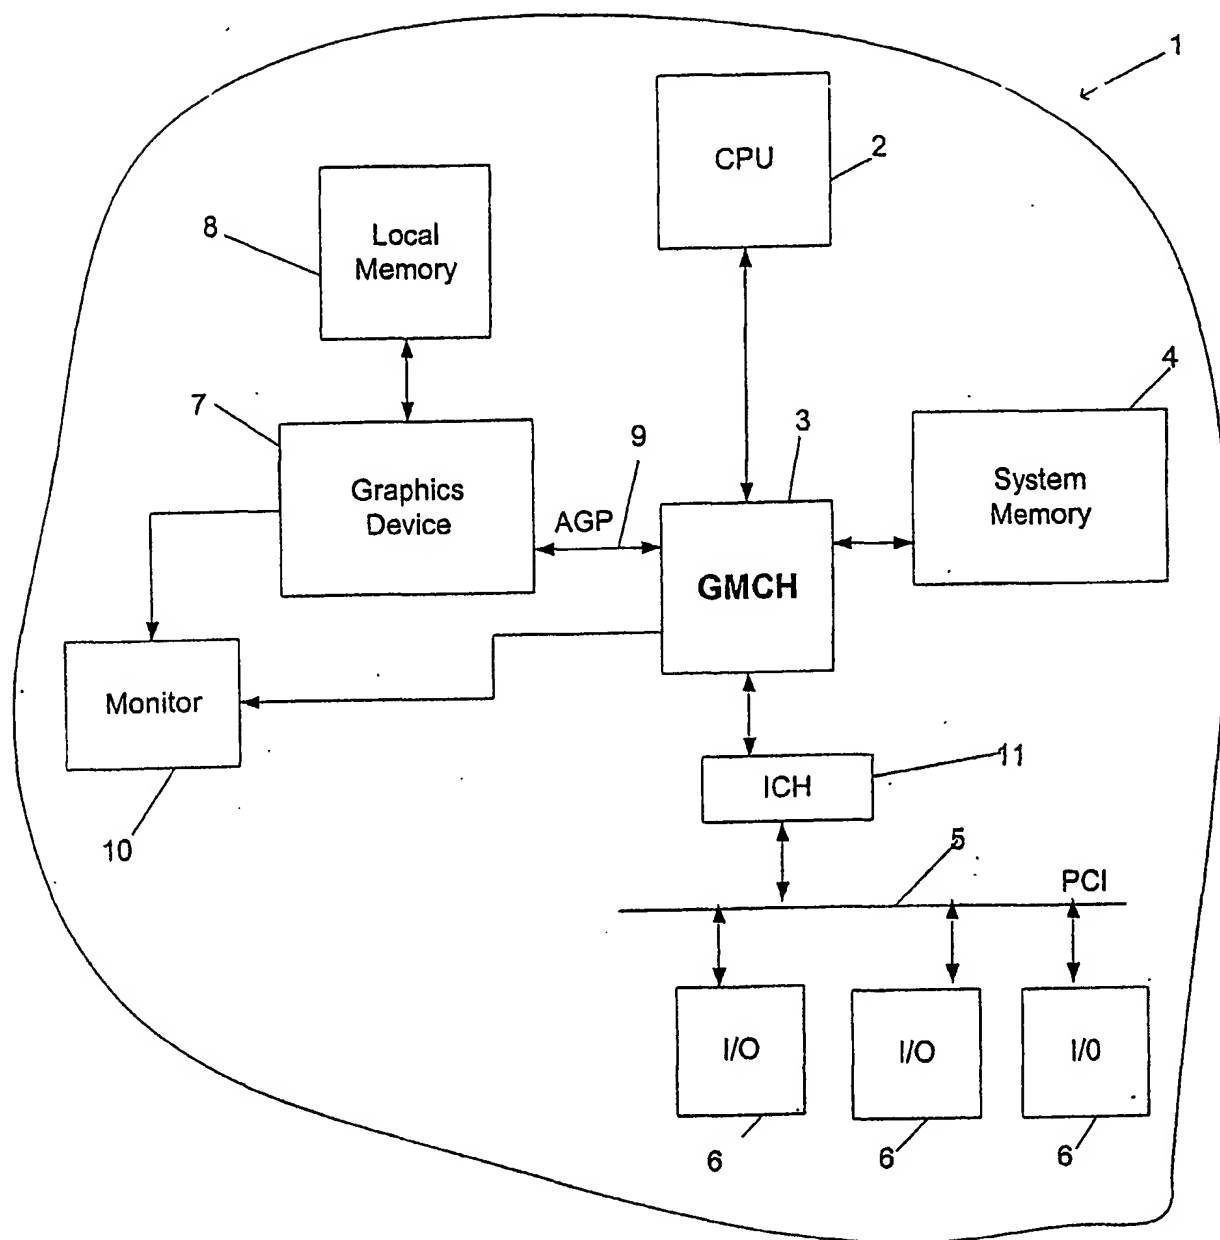 1
CPU
2
8
Local
Memory
4
7
3
9
Graphics
Device
AGP
System
Memory
GMCH
Monitor
10
ICH
11
5
PCI
I/O
I/O
I/0
6
6
6